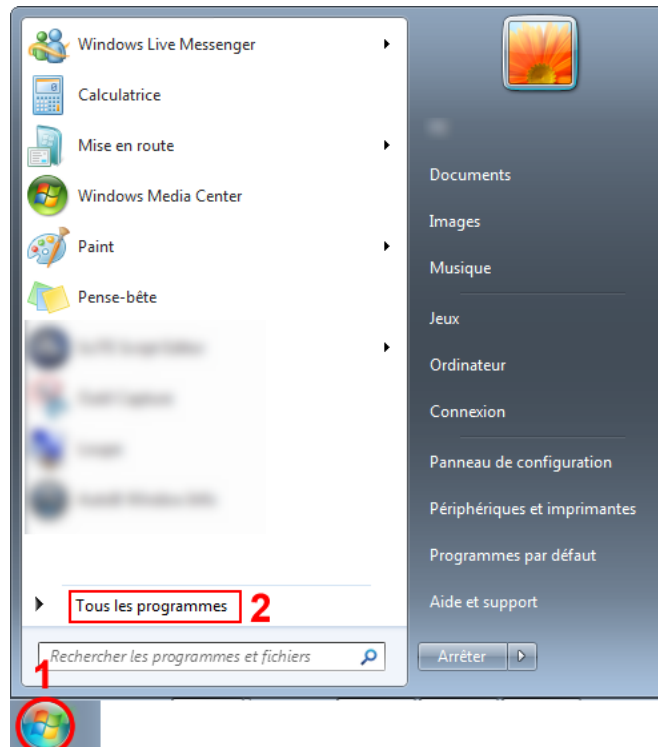 Windows Live Messenger
Calculatrice
Mise en route
Windows Media Center
Paint
Pense-bête
Tous les programmes 2
Rechercher les programmes et fichiers
1
Documents
Images
Musique
Jeux
Ordinateur
Connexion
Panneau de configuration
Périphériques et imprimantes
Programmes par défaut
Aide et support
Arrêter